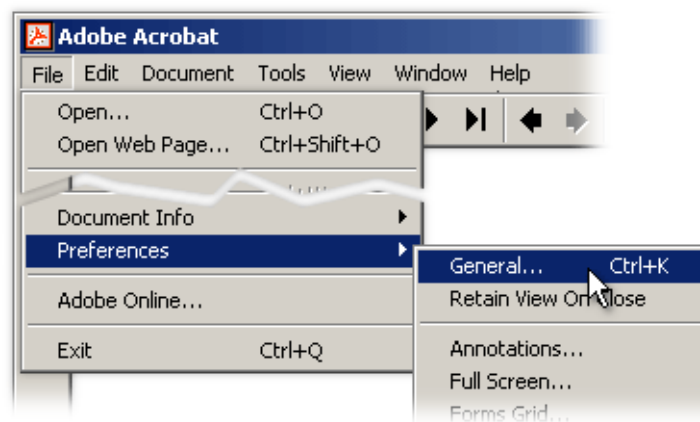 Adobe Acrobat
File Edit Document Tools View Window Help
Open... Ctrl+O
Open Web Page... Ctrl+Shift+O
Document Info
Preferences
General... Ctrl+K
Retain View On Close
Adobe Online...
Exit Ctrl+Q
Annotations...
Full Screen...
Forms Grid...